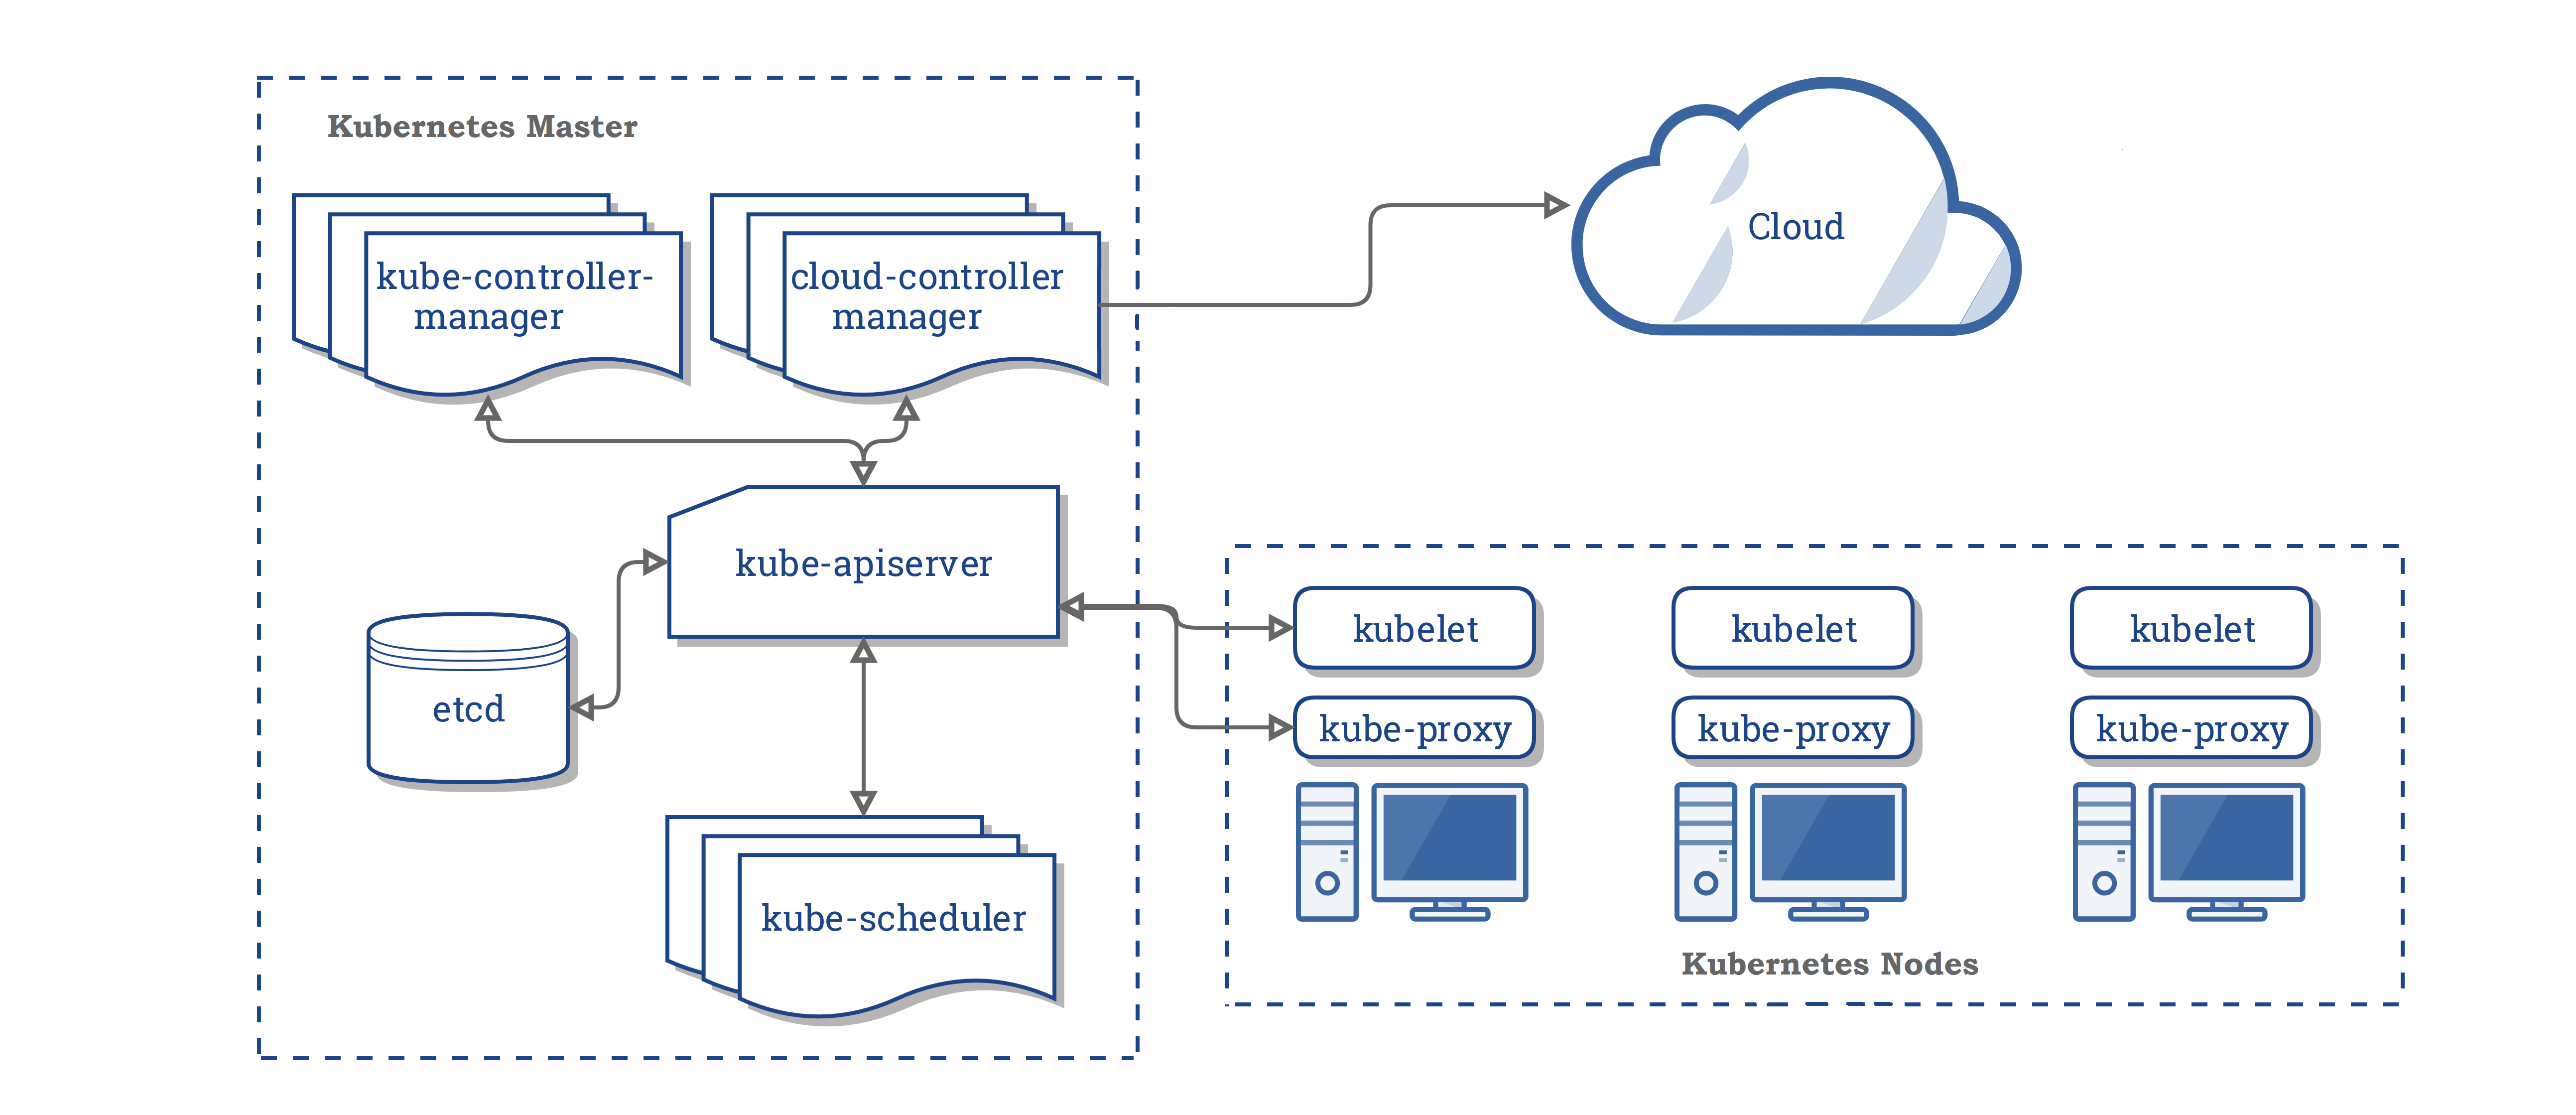 Kubernetes Master
kube-controller-
manager
cloud-controller
manager
Cloud
kube-apiserver
etcd
kube-scheduler
kubelet
kubelet
kubelet
kube-proxy
kube-proxy
kube-proxy
Kubernetes Nodes